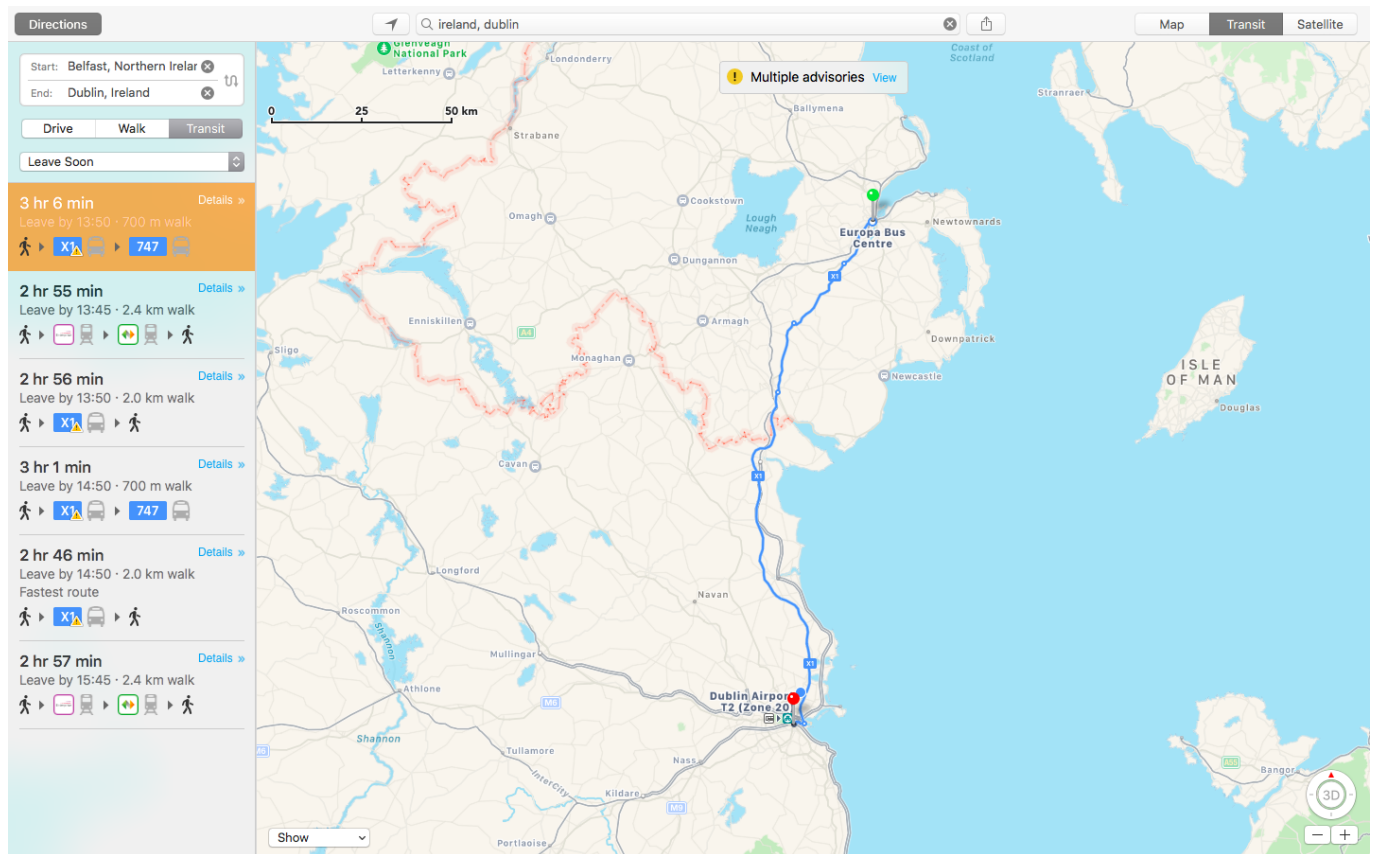 Directions
ireland, dublin
Map
Transit
Satellite
Start: Belfast, Northern Irelar
End: Dublin, Ireland
Drive
Walk
Transit
Leave Soon
3 hr 6 min
Details »
Leave by 13:50 · 700 m walk
X1
747
2 hr 55 min
Details »
Leave by 13:45 · 2.4 km walk
2 hr 56 min
Details »
Leave by 13:50 · 2.0 km walk
X1
3 hr 1 min
Details »
Leave by 14:50 · 700 m walk
X1
747
2 hr 46 min
Details »
Leave by 14:50 · 2.0 km walk
Fastest route
X1
2 hr 57 min
Details »
Leave by 15:45 · 2.4 km walk
Multiple advisories View
0 25 50 km
Glenveagh
National Park
Letterkenny
Londonderry
Coast of
Scotland
Stranraer
Ballymena
Strabane
Cookstown
Omagh
Lough
Neagh
Newtownards
Europa Bus
Centre
Dungannon
X1
Enniskillen
A4
Armagh
Downpatrick
Sligo
Monaghan
Newcastle
ISLE
OF MAN
Douglas
Cavan
X1
Longford
Navan
Roscommon
Shannon
Mullingar
X1
Athlone
M6
Dublin Airpor
T2 (Zone 20
Shannon
Tullamore
InterCity
Nass
Kildare
M9
Portlaoise
A55
Bangor
3D
Show